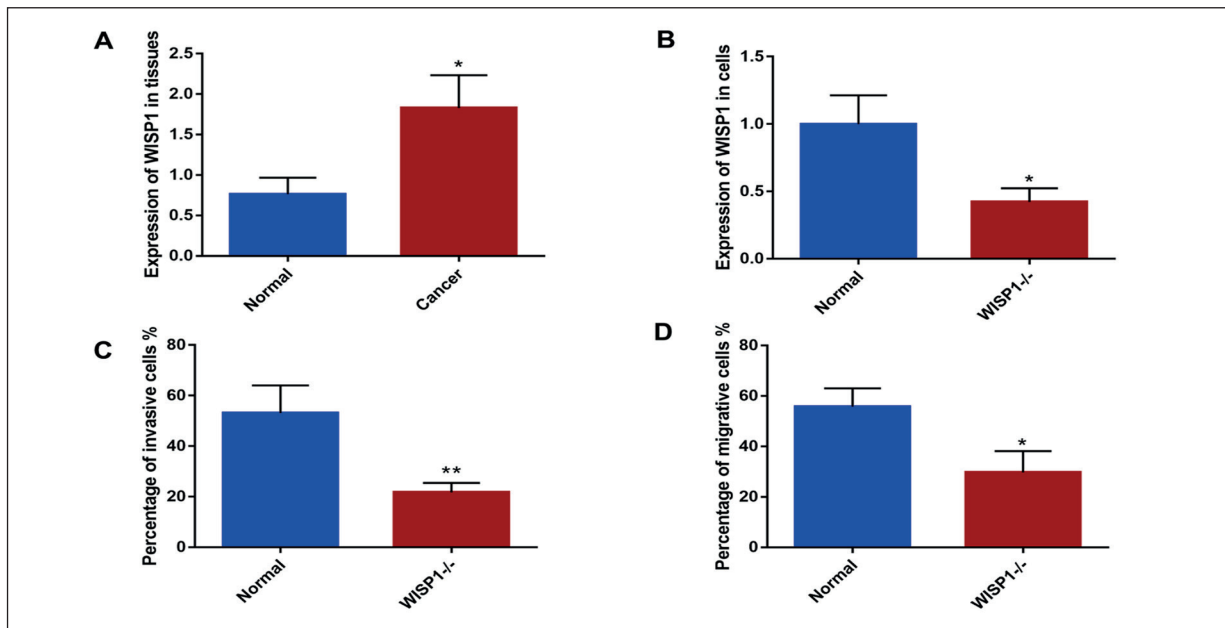 A
Expression of WISP1 in tissues
2.5
2.0
1.5
1.0
0.5
0.0
*
Normal
Cancer
B
Expression of WISP1 in cells
1.5
1.0
0.5
0.0
*
Normal
WISP1-/-
C
Percentage of invasive cells %
80
60
40
20
0
**
Normal
WISP1-/-
D
Percentage of migrative cells %
80
60
40
20
0
*
Normal
WISP1-/-